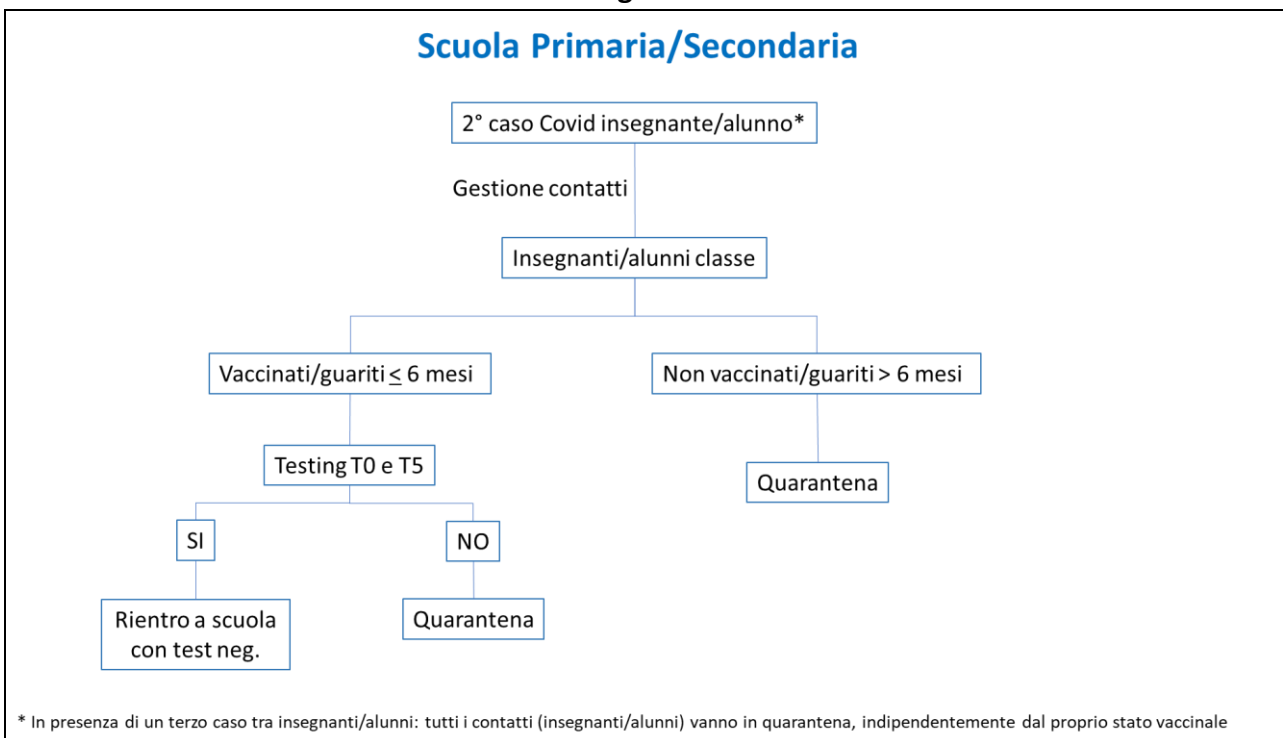 Scuola Primaria/Secondaria
2° caso Covid insegnante/alunno*
Gestione contatti
Insegnanti/alunni classe
Vaccinati/guariti ≤ 6 mesi
Non vaccinati/guariti > 6 mesi
Testing T0 e T5
Quarantena
SI
NO
Rientro a scuola
con test neg.
Quarantena
* In presenza di un terzo caso tra insegnanti/alunni: tutti i contatti (insegnanti/alunni) vanno in quarantena, indipendentemente dal proprio stato vaccinale